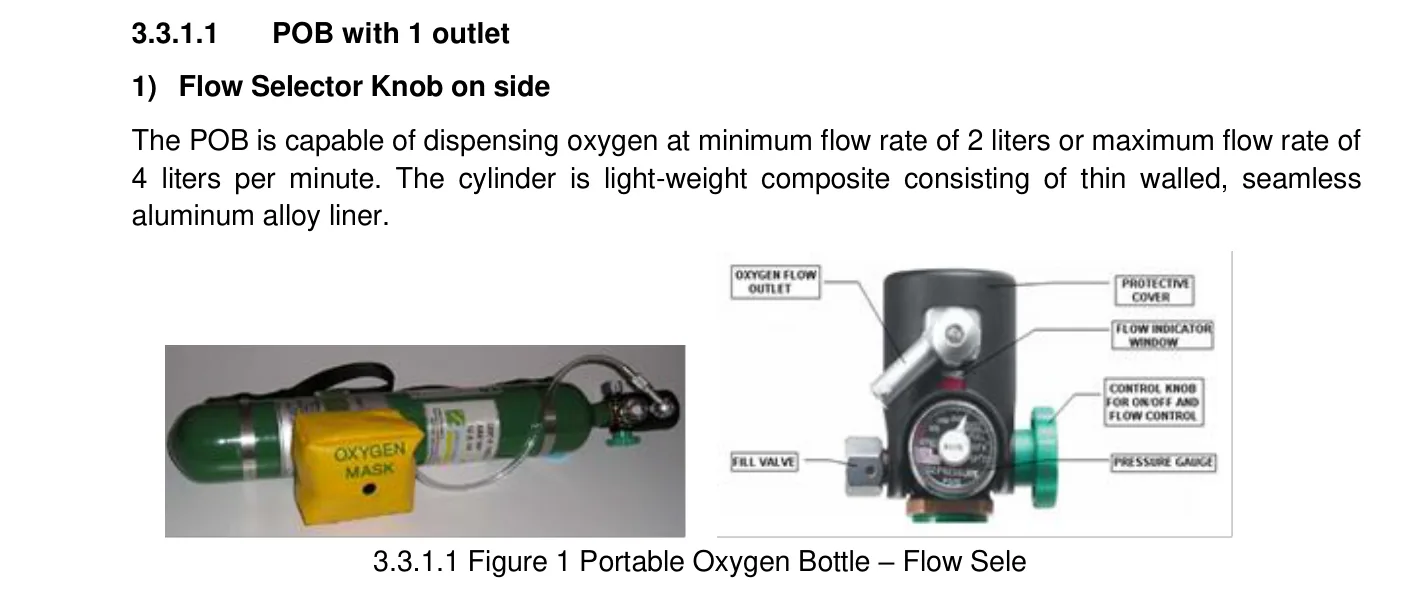 3.3.1.1 POB with 1 outlet
1) Flow Selector Knob on side
The POB is capable of dispensing oxygen at minimum flow rate of 2 liters or maximum flow rate of
4 liters per minute. The cylinder is light-weight composite consisting of thin walled, seamless
aluminum alloy liner.
OXYGEN FLOW
OUTLET
PROTECTIVE
COVER
FLOW INDICATOR
WINDOW
CONTROL KNOB
FOR ON/OFF AND
FLOW CONTROL
FILL VALVE
PRESSURE GAUGE
OXYGEN
MASK
3.3.1.1 Figure 1 Portable Oxygen Bottle – Flow Sele